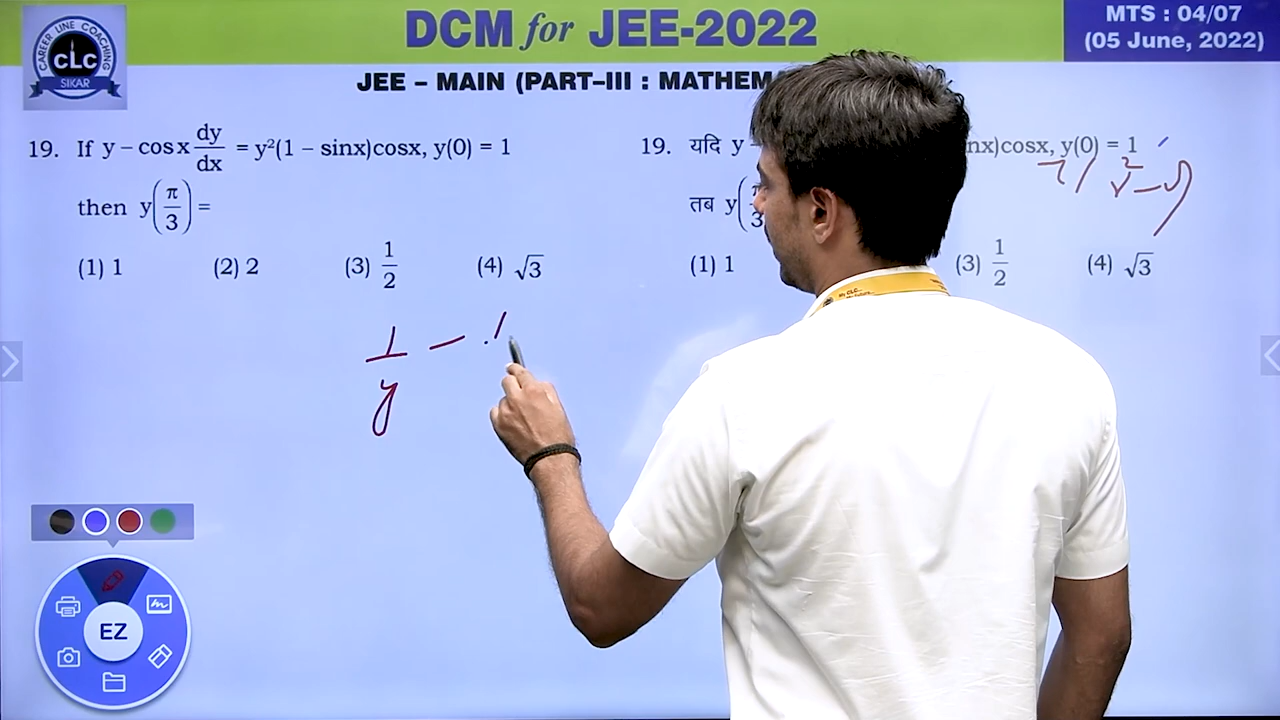 CAREER LINE COACHING
CLC
SIKAR
DCM for JEE-2022
MTS : 04/07
(05 June, 2022)
JEE – MAIN (PART–III : MATHEMA
19. If y – cosx dy/dx = y²(1 – sinx)cosx, y(0) = 1
then y(π/3) =
(1) 1 (2) 2 (3) 1/2 (4) √3
19. यदि y nx)cosx, y(0) = 1
तब y(
(1) 1 (3) 1/2 (4) √3
1/y –
EZ